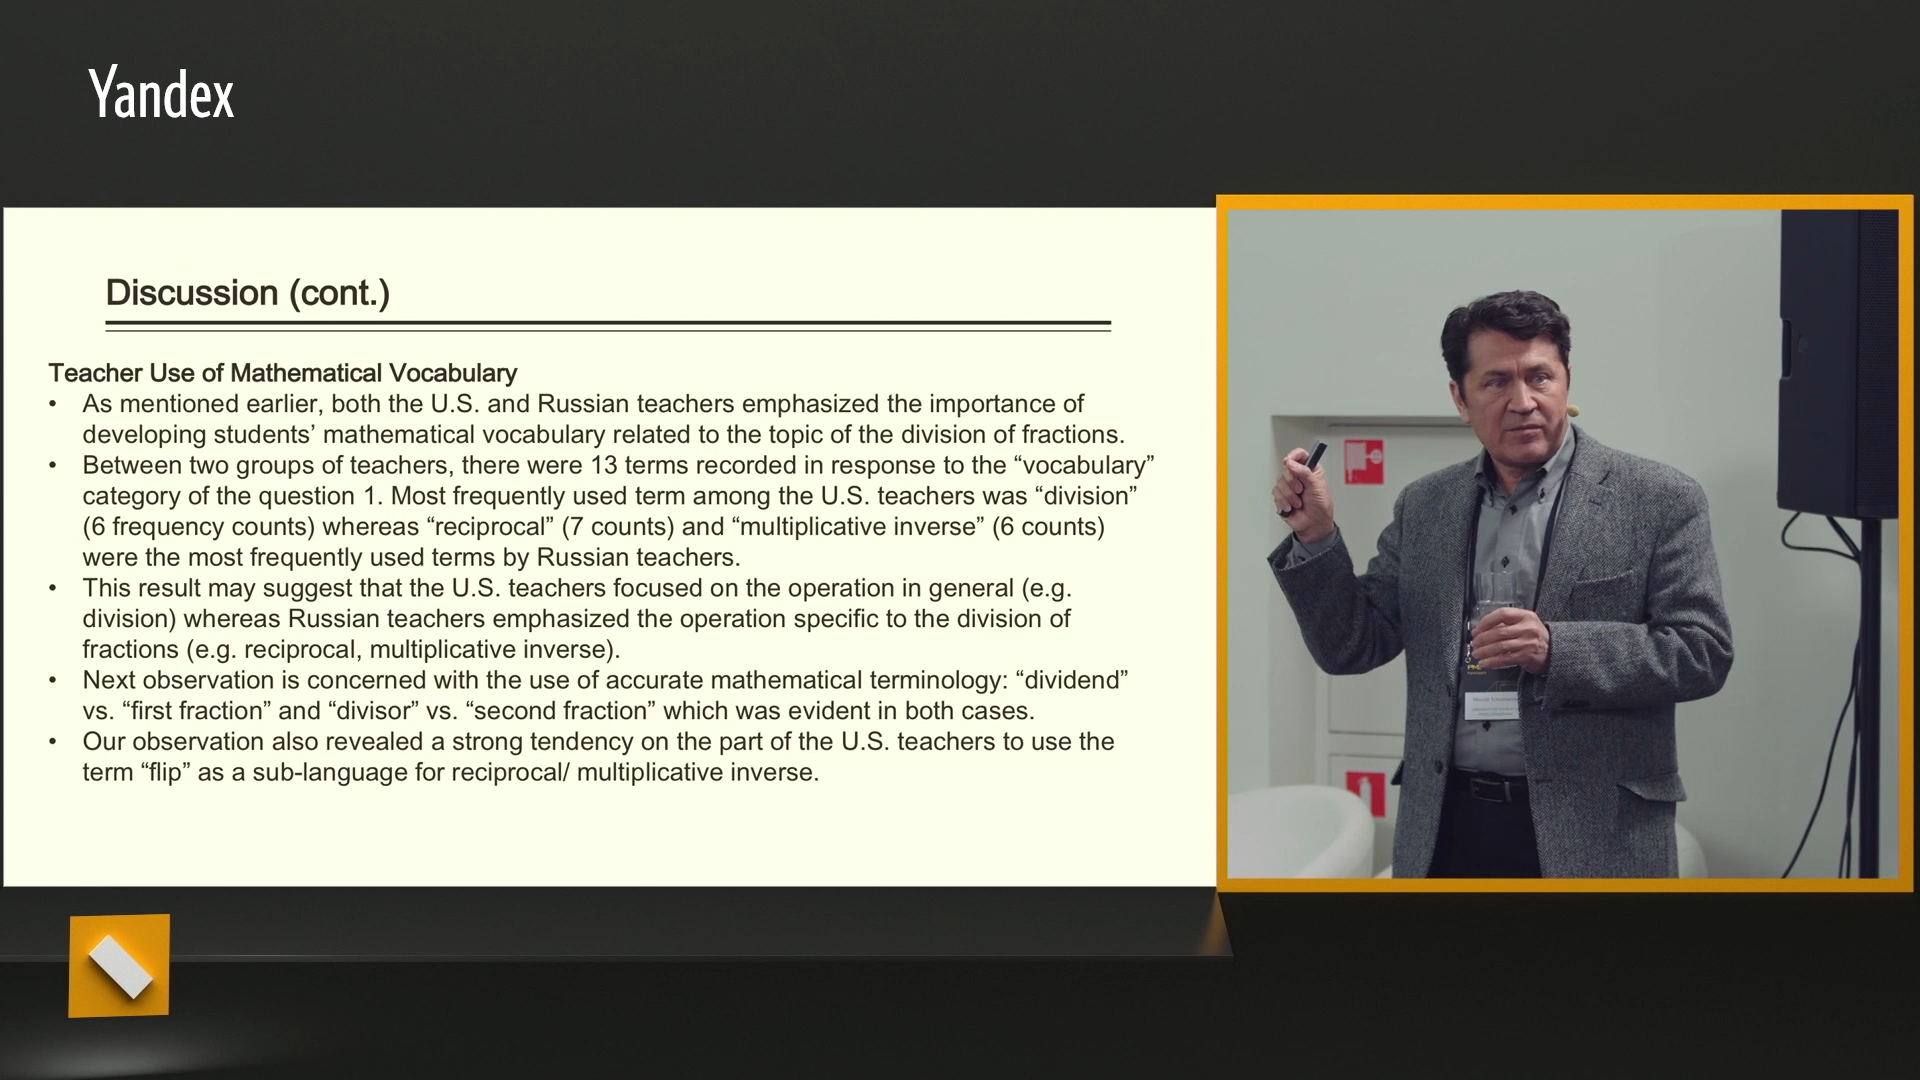 Yandex
Discussion (cont.)
Teacher Use of Mathematical Vocabulary
• As mentioned earlier, both the U.S. and Russian teachers emphasized the importance of
developing students’ mathematical vocabulary related to the topic of the division of fractions.
• Between two groups of teachers, there were 13 terms recorded in response to the “vocabulary”
category of the question 1. Most frequently used term among the U.S. teachers was “division”
(6 frequency counts) whereas “reciprocal” (7 counts) and “multiplicative inverse” (6 counts)
were the most frequently used terms by Russian teachers.
• This result may suggest that the U.S. teachers focused on the operation in general (e.g.
division) whereas Russian teachers emphasized the operation specific to the division of
fractions (e.g. reciprocal, multiplicative inverse).
• Next observation is concerned with the use of accurate mathematical terminology: “dividend”
vs. “first fraction” and “divisor” vs. “second fraction” which was evident in both cases.
• Our observation also revealed a strong tendency on the part of the U.S. teachers to use the
term “flip” as a sub-language for reciprocal/ multiplicative inverse.